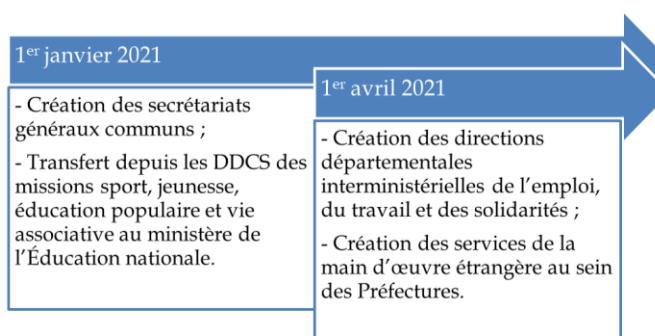 1er janvier 2021
- Création des secrétariats
généraux communs ;
- Transfert depuis les DDCS des
missions sport, jeunesse,
éducation populaire et vie
associative au ministère de
l’Éducation nationale.
1er avril 2021
- Création des directions
départementales
interministérielles de l’emploi,
du travail et des solidarités ;
- Création des services de la
main d’œuvre étrangère au sein
des Préfectures.